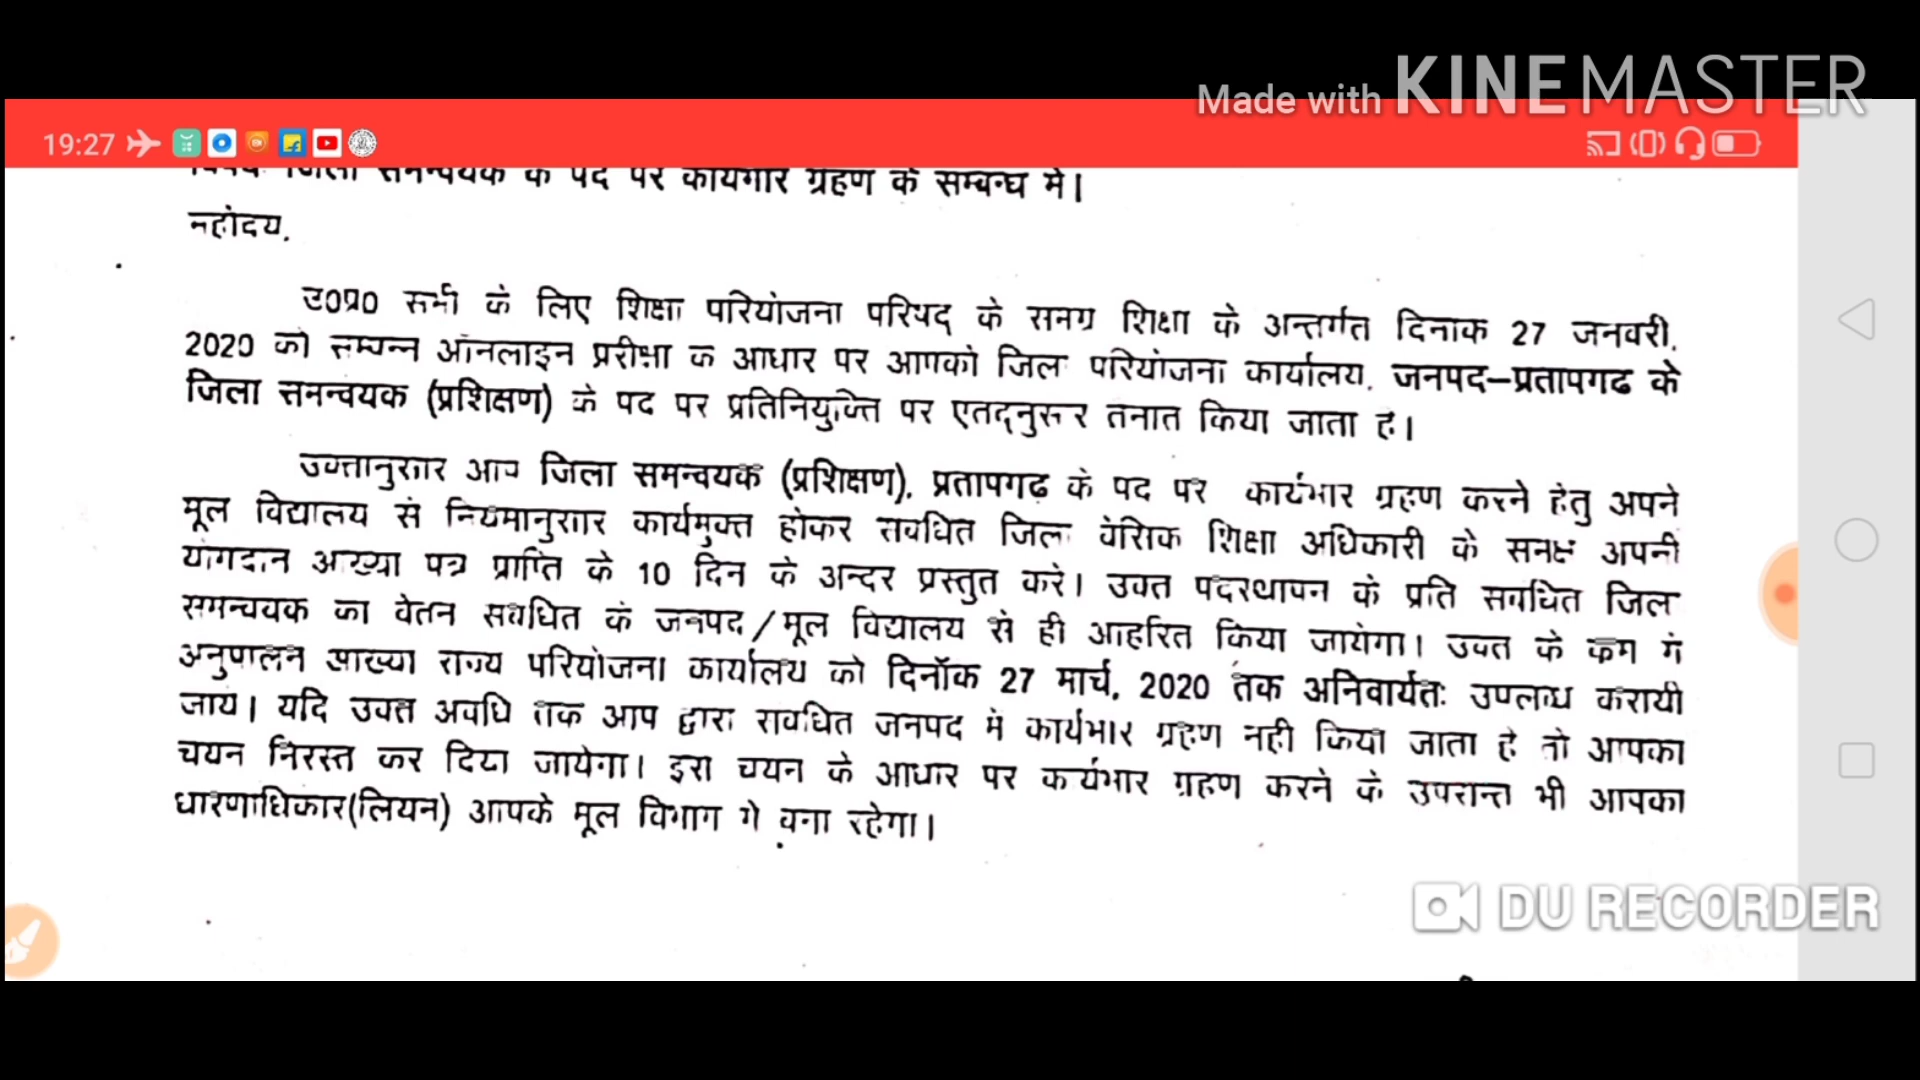 Made with KINEMASTER
19:27
विषयः जिला समन्वयक के पद पर कार्यभार ग्रहण के सम्बन्ध में।
महोदय,
उ०प्र० सभी के लिए शिक्षा परियोजना परिषद के समग्र शिक्षा के अन्तर्गत दिनांक 27 जनवरी,
2020 को सम्पन्न ऑनलाइन परीक्षा के आधार पर आपको जिला परियोजना कार्यालय, जनपद–प्रतापगढ के
जिला समन्वयक (प्रशिक्षण) के पद पर प्रतिनियुक्ति पर एतद्नुसार तैनात किया जाता है।
उक्तानुसार आप जिला समन्वयक (प्रशिक्षण), प्रतापगढ के पद पर कार्यभार ग्रहण करने हेतु अपने
मूल विद्यालय से नियमानुसार कार्यमुक्त होकर संबंधित जिला बेसिक शिक्षा अधिकारी के समक्ष अपनी
योगदान आख्या पत्र प्राप्ति के 10 दिन के अन्दर प्रस्तुत करें। उक्त पदस्थापन के प्रति संबंधित जिला
समन्वयक का वेतन संबंधित के जनपद/मूल विद्यालय से ही आहरित किया जायेगा। उक्त के क्रम में
अनुपालन आख्या राज्य परियोजना कार्यालय को दिनॉक 27 मार्च, 2020 तक अनिवार्यतः उपलब्ध करायी
जाये। यदि उक्त अवधि तक आप द्वारा संबंधित जनपद में कार्यभार ग्रहण नहीं किया जाता है तो आपका
चयन निरस्त कर दिया जायेगा। इस चयन के आधार पर कार्यभार ग्रहण करने के उपरान्त भी आपका
धारणाधिकार(लियन) आपके मूल विभाग में बना रहेगा।
DU RECORDER